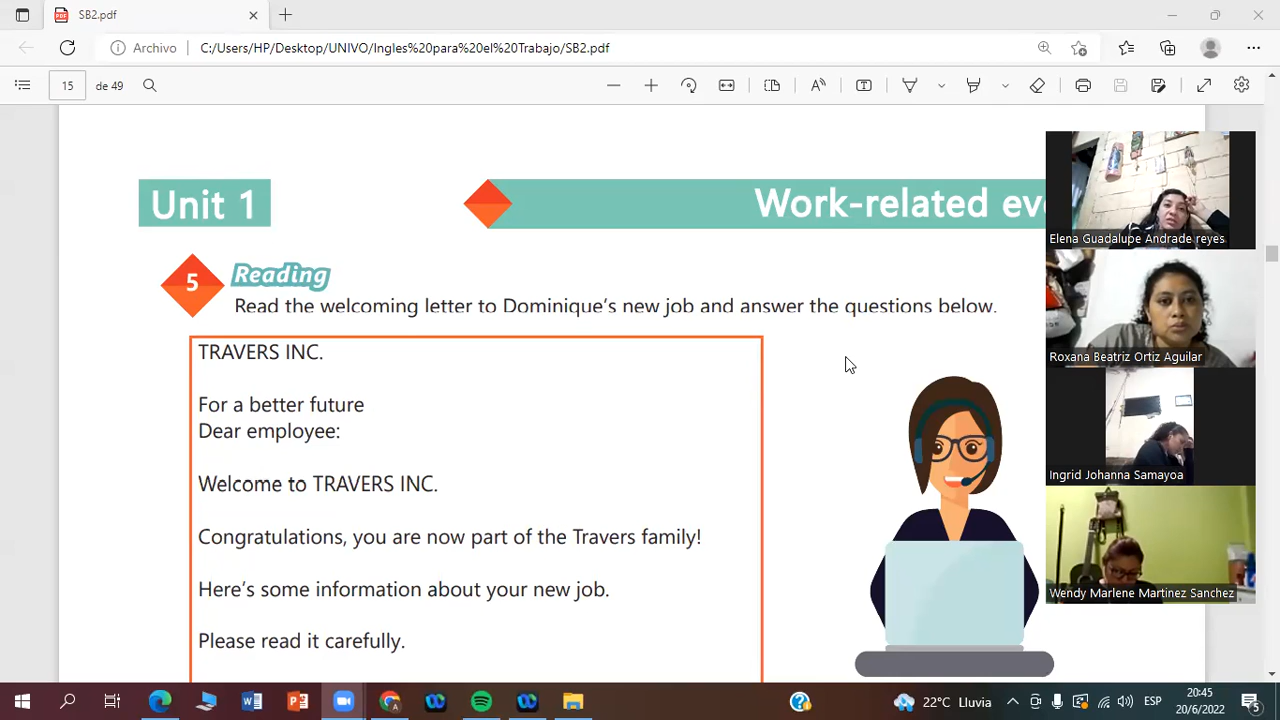 SB2.pdf
Archivo
C:/Users/HP/Desktop/UNIVO/Ingles%20para%20el%20Trabajo/SB2.pdf
15
de 49
Unit 1
Work-related eve
5
Reading
Read the welcoming letter to Dominique's new job and answer the questions below.
TRAVERS INC.
For a better future
Dear employee:
Welcome to TRAVERS INC.
Congratulations, you are now part of the Travers family!
Here's some information about your new job.
Please read it carefully.
Elena Guadalupe Andrade reyes
Roxana Beatriz Ortiz Aguilar
Ingrid Johanna Samayoa
Wendy Marlene Martinez Sanchez
22°C Lluvia
ESP
20:45
20/6/2022
5